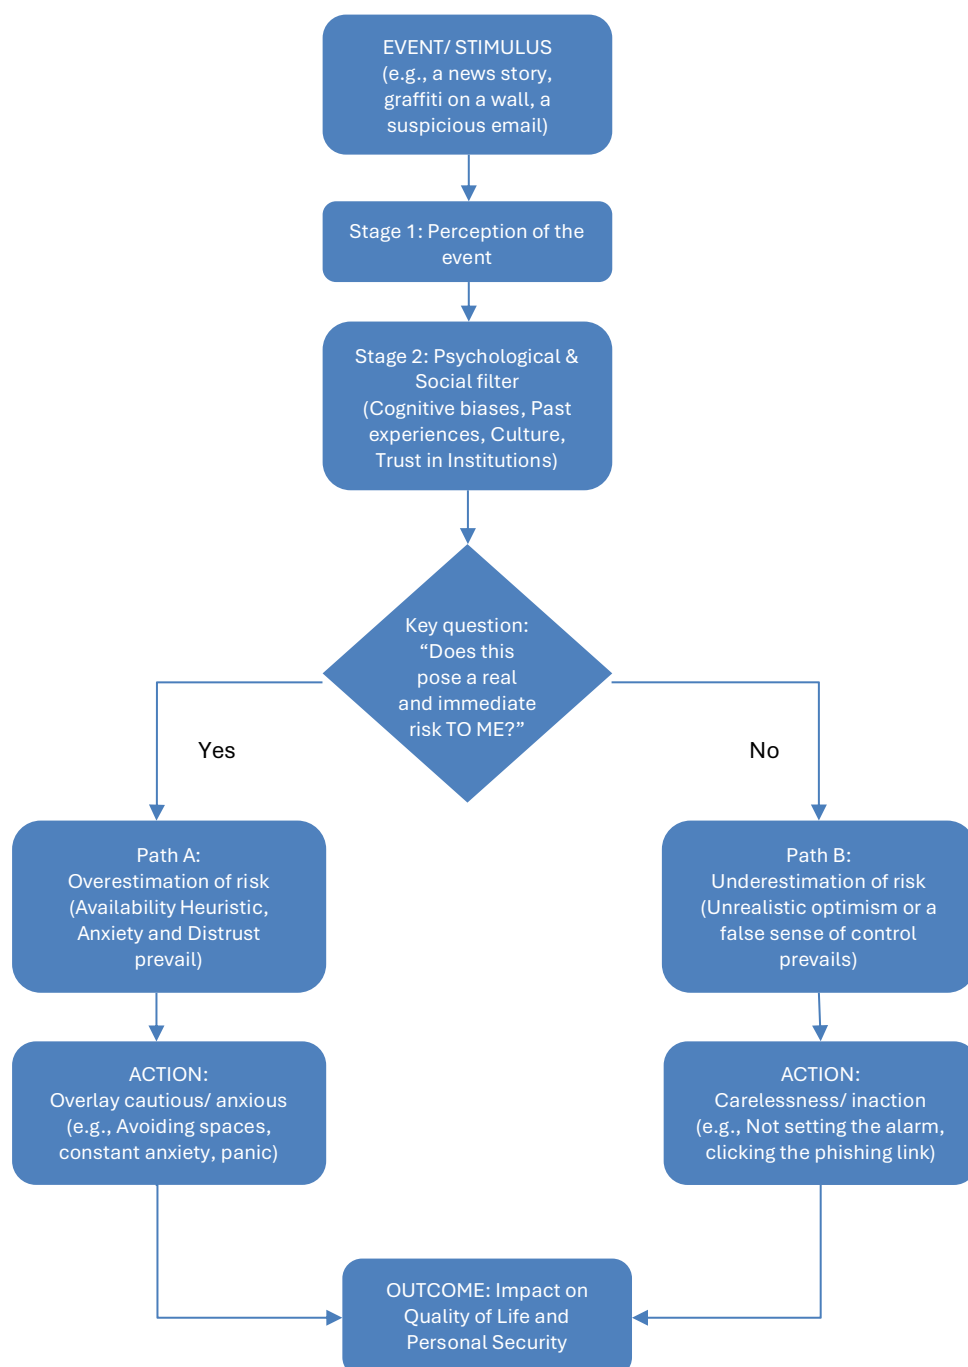 EVENT/ STIMULUS
(e.g., a news story,
graffiti on a wall, a
suspicious email)
Stage 1: Perception of the
event
Stage 2: Psychological &
Social filter
(Cognitive biases, Past
experiences, Culture,
Trust in Institutions)
Key question:
“Does this
pose a real
and immediate
risk TO ME?”
Yes
No
Path A:
Overestimation of risk
(Availability Heuristic,
Anxiety and Distrust
prevail)
Path B:
Underestimation of risk
(Unrealistic optimism or a
false sense of control
prevails)
ACTION:
Overlay cautious/ anxious
(e.g., Avoiding spaces,
constant anxiety, panic)
ACTION:
Carelessness/ inaction
(e.g., Not setting the alarm,
clicking the phishing link)
OUTCOME: Impact on
Quality of Life and
Personal Security